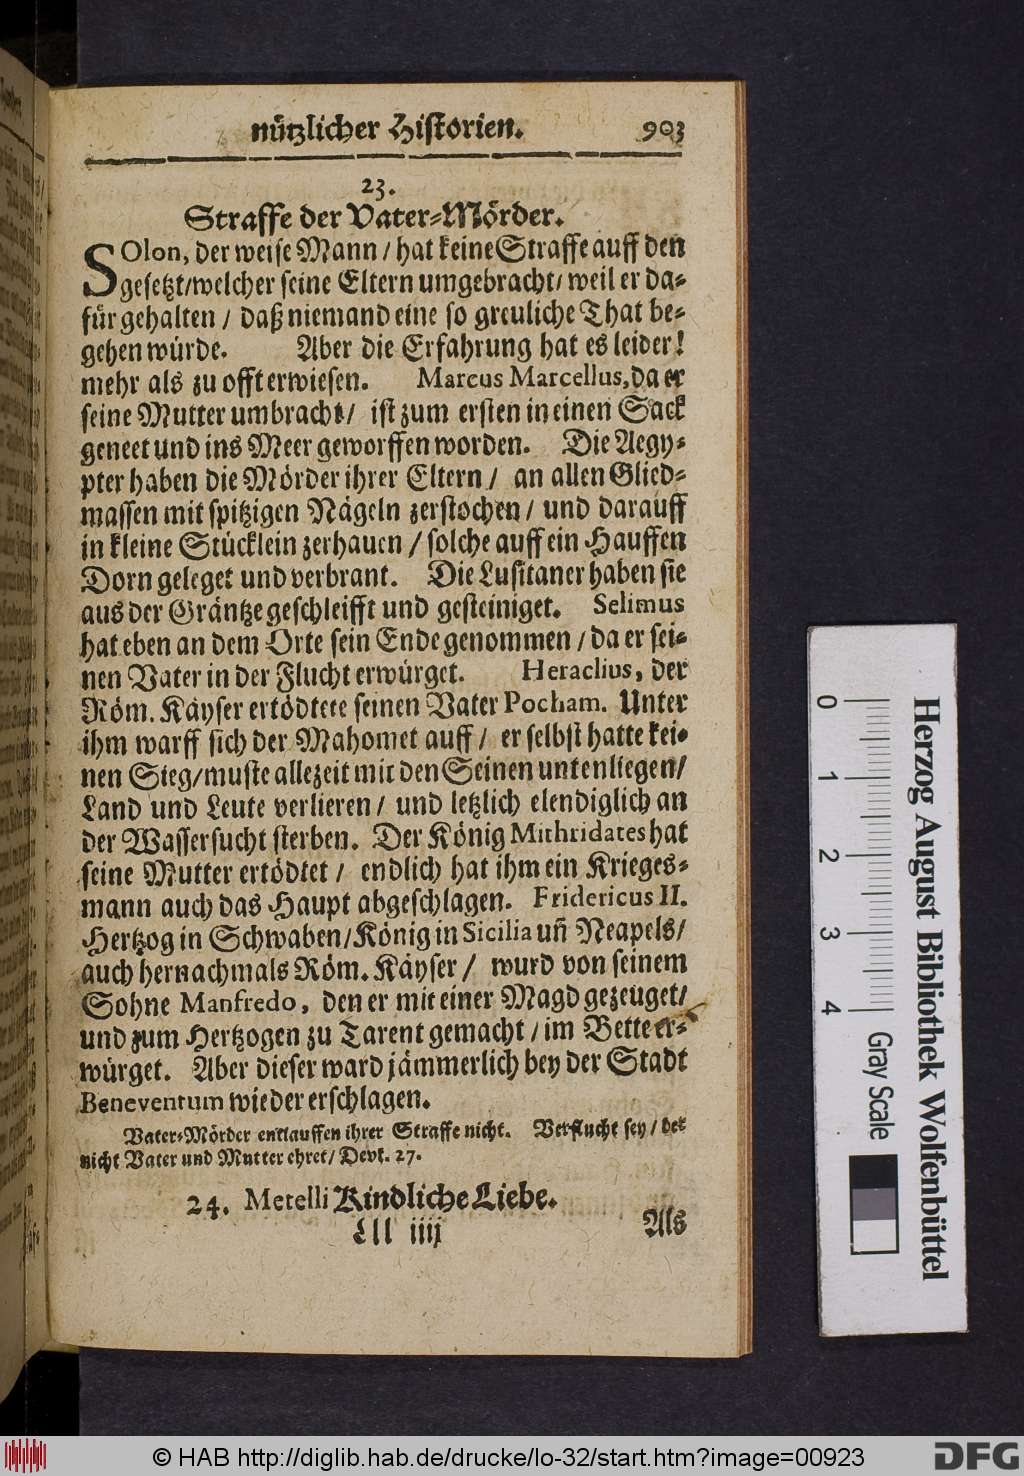 nützlicher Historien. 903
23.
Straffe der Vater-Mörder.
SOlon, der weise Mann / hat keine Straffe auff den
gesetzt/welcher seine Eltern umgebracht/ weil er da-
für gehalten / daß niemand eine so greuliche That be-
gehen würde. Aber die Erfahrung hat es leider!
mehr als zu offt erwiesen. Marcus Marcellus, da er
seine Mutter umbracht/ ist zum ersten in einen Sack
geneet und ins Meer geworffen worden. Die Aegy-
pter haben die Mörder ihrer Eltern / an allen Glied-
massen mit spitzigen Nägeln zerstochen / und darauff
in kleine Stücklein zerhauen / solche auff ein Hauffen
Dorn geleget und verbrant. Die Lusitaner haben sie
aus der Gräntze geschleifft und gesteiniget. Selimus
hat eben an dem Orte sein Ende genommen / da er sei-
nen Vater in der Flucht erwürget. Heraclius, der
Röm. Käyser ertödtete seinen Vater Pocham. Unter
ihm warff sich der Mahomet auff / er selbst hatte kei-
nen Sieg/muste allezeit mit den Seinen unten liegen/
Land und Leute verlieren / und letzlich elendiglich an
der Wassersucht sterben. Der König Mithridates hat
seine Mutter ertödtet / endlich hat ihm ein Krieges-
mann auch das Haupt abgeschlagen. Fridericus II.
Hertzog in Schwaben/König in Sicilia uñ Neapels/
auch hernachmals Röm. Käyser / wurd von seinem
Sohne Manfredo, den er mit einer Magd gezeuget/
und zum Hertzogen zu Tarent gemacht / im Bette er-
würget. Aber dieser ward jämmerlich bey der Stadt
Beneventum wieder erschlagen.
Vater-Mörder entlauffen ihrer Straffe nicht. Verflucht sey / der
nicht Vater und Mutter ehret/ Devt. 27.
24. Metelli Kindliche Liebe.
Lll iiij Als
0 1 2 3 4
Gray Scale
Herzog August Bibliothek Wolfenbüttel
© HAB http://diglib.hab.de/drucke/lo-32/start.htm?image=00923
DFG